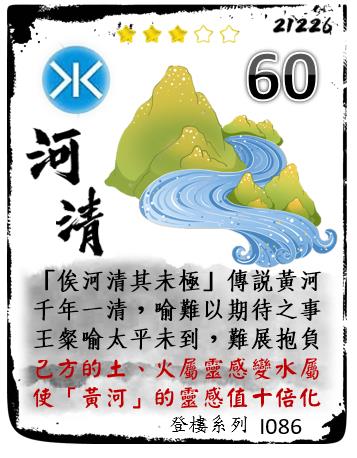 21226
60
河清
「俟河清其未極」傳說黃河
千年一清，喻難以期待之事
王粲喻太平未到，難展抱負
己方的土、火屬靈感變水屬
使「黃河」的靈感值十倍化
登樓系列 I086